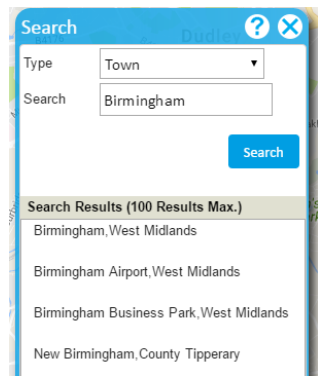 Search ?
Dudley
Type Town
Search Birmingham
Search
Search Results (100 Results Max.)
Birmingham,West Midlands
Birmingham Airport,West Midlands
Birmingham Business Park,West Midlands
New Birmingham,County Tipperary